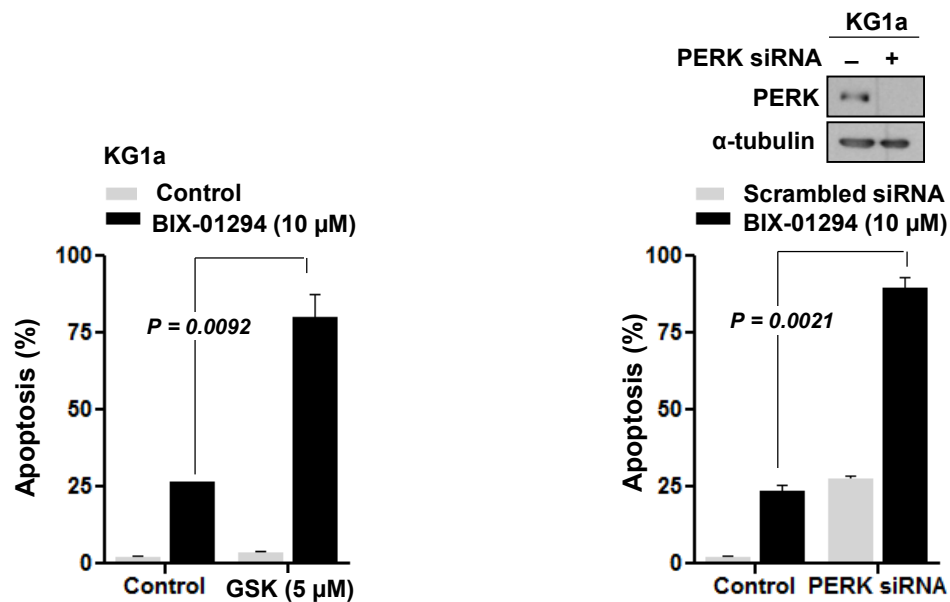 KG1a
Control
BIX-01294 (10 μM)
Apoptosis (%)
100
75
50
25
0
P = 0.0092
Control
GSK (5 μM)
KG1a
PERK siRNA – +
PERK
α-tubulin
Scrambled siRNA
BIX-01294 (10 μM)
Apoptosis (%)
100
75
50
25
0
P = 0.0021
Control
PERK siRNA